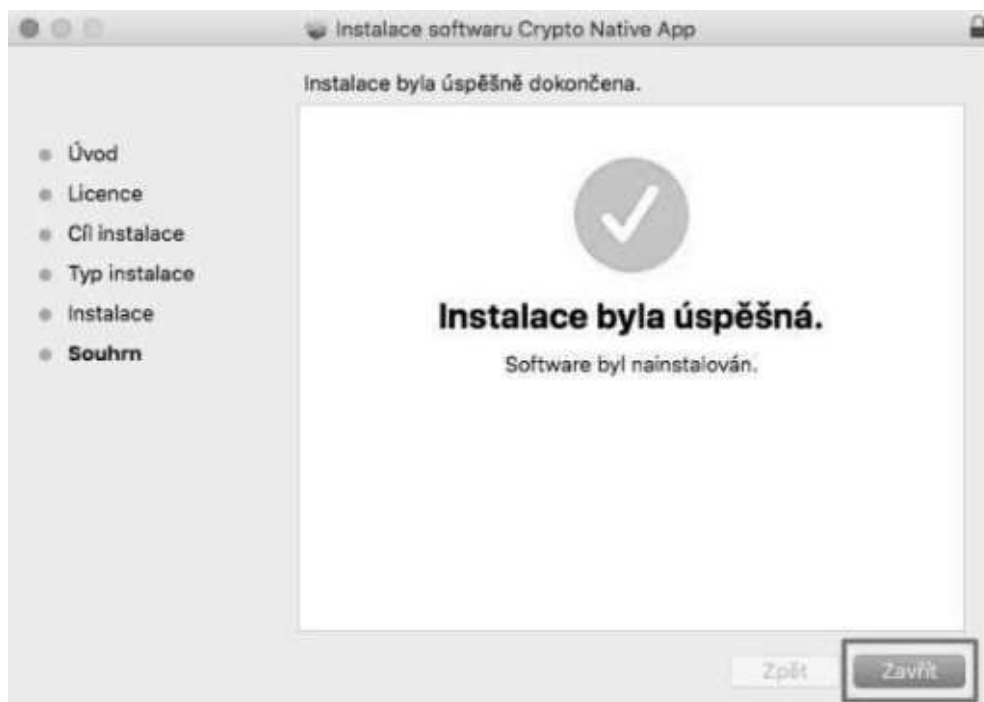 Instalace softwaru Crypto Native App
Instalace byla úspěšně dokončena.
Úvod
Licence
Cíl instalace
Typ instalace
Instalace
Souhrn
Instalace byla úspěšná.
Software byl nainstalován.
Zpět
Zavřít